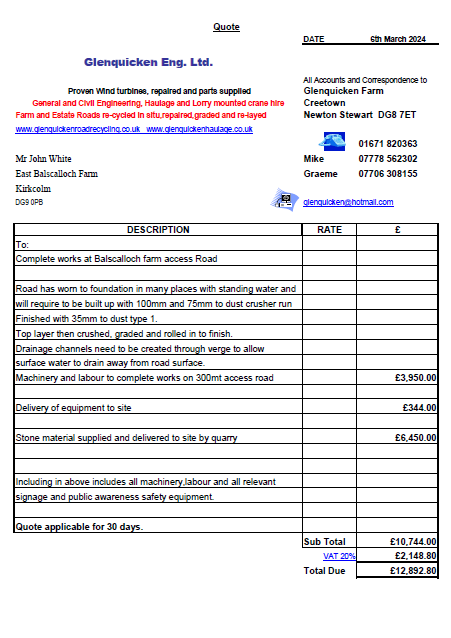 Quote
DATE 6th March 2024
Glenquicken Eng. Ltd.
All Accounts and Correspondence to
Proven Wind turbines, repaired and parts supplied
Glenquicken Farm
General and Civil Engineering, Haulage and Lorry mounted crane hire
Creetown
Farm and Estate Roads re-cycled in situ,repaired,graded and re-layed
Newton Stewart DG8 7ET
www.glenquickenroadrecycling.co.uk www.glenquickenhaulage.co.uk
01671 820363
Mr John White
Mike 07778 562302
East Balscalloch Farm
Graeme 07706 308155
Kirkcolm
DG9 0PB
glenquicken@hotmail.com
DESCRIPTION RATE £
To:
Complete works at Balscalloch farm access Road
Road has worn to foundation in many places with standing water and
will require to be built up with 100mm and 75mm to dust crusher run
Finished with 35mm to dust type 1.
Top layer then crushed, graded and rolled in to finish.
Drainage channels need to be created through verge to allow
surface water to drain away from road surface.
Machinery and labour to complete works on 300mt access road £3,950.00
Delivery of equipment to site £344.00
Stone material supplied and delivered to site by quarry £6,450.00
Including in above includes all machinery,labour and all relevant
signage and public awareness safety equipment.
Quote applicable for 30 days.
Sub Total £10,744.00
VAT 20% £2,148.80
Total Due £12,892.80